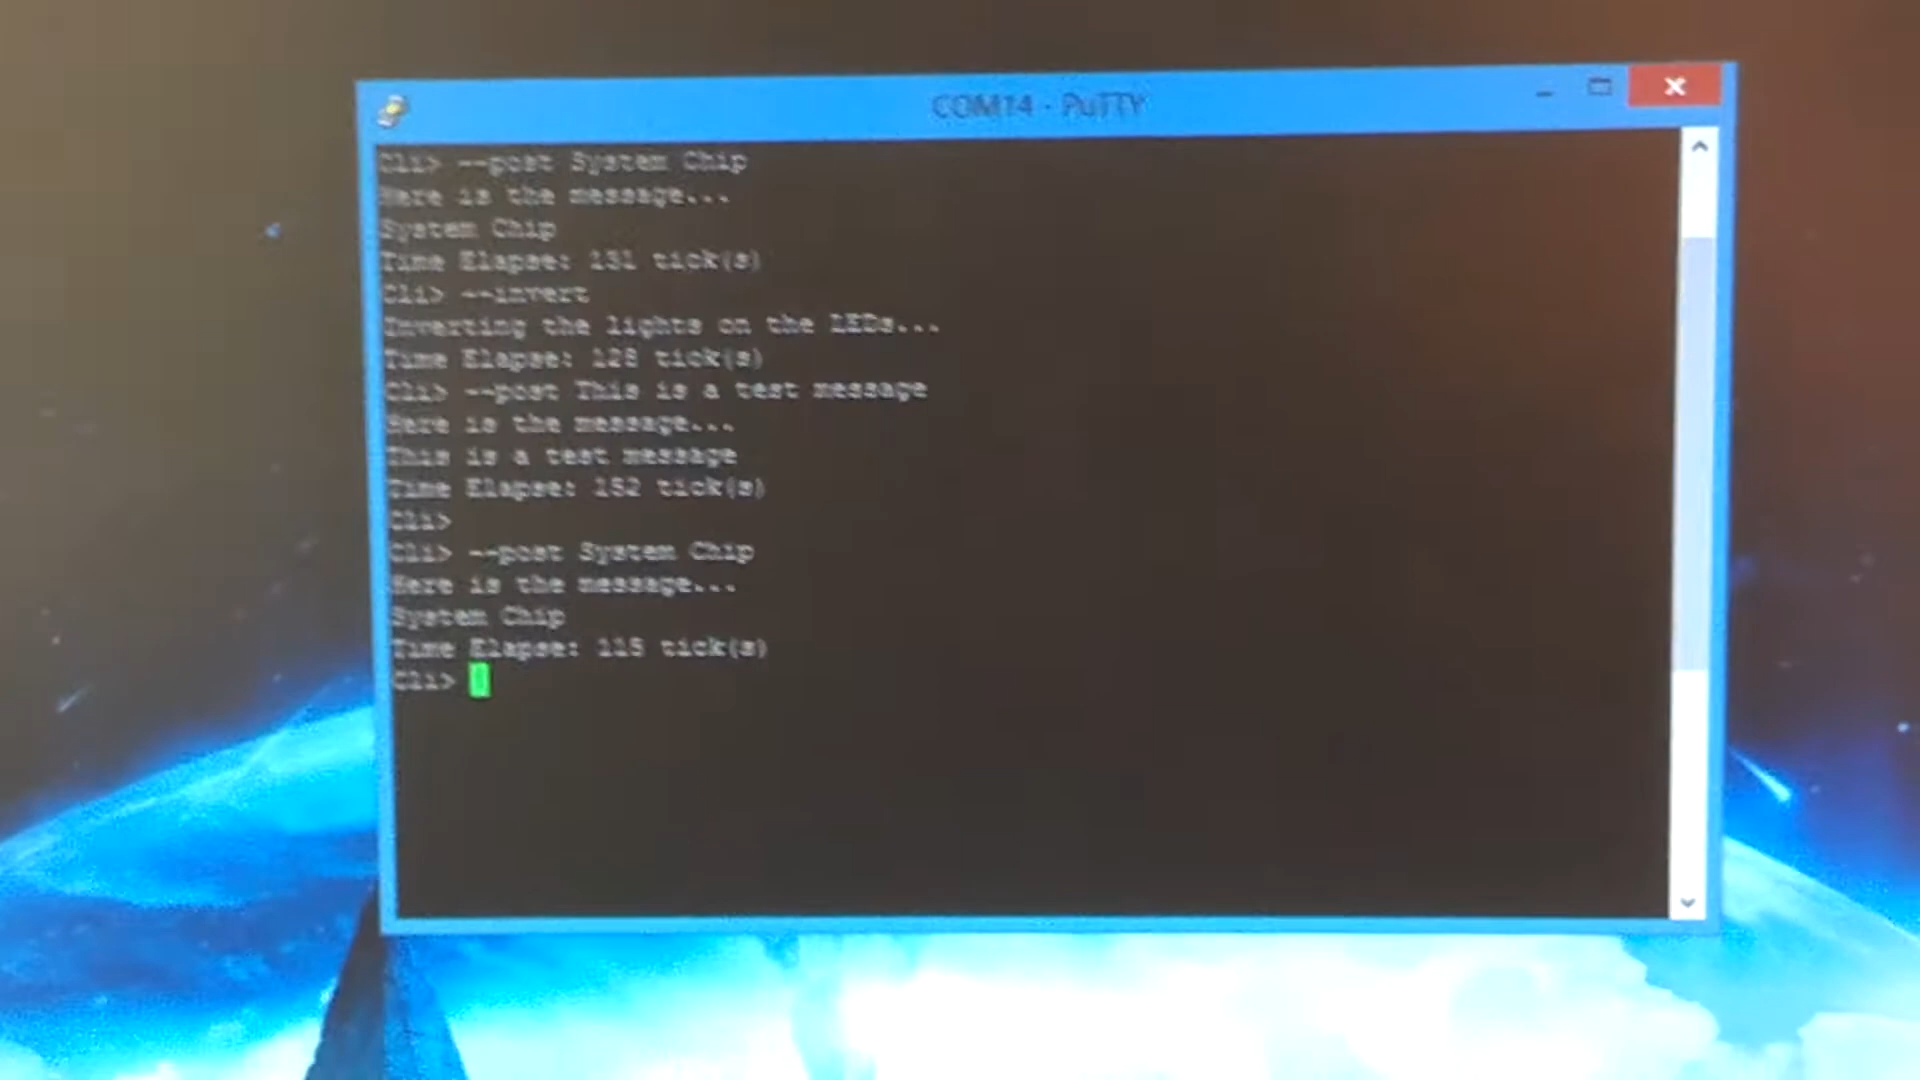 COM14 - PuTTY
Cli> --post System Chip
Here is the message...
System Chip
Time Elapse: 131 tick(s)
Cli> --invert
Inverting the lights on the LEDs...
Time Elapse: 128 tick(s)
Cli> --post This is a test message
Here is the message...
This is a test message
Time Elapse: 152 tick(s)
Cli>
Cli> --post System Chip
Here is the message...
System Chip
Time Elapse: 115 tick(s)
Cli>